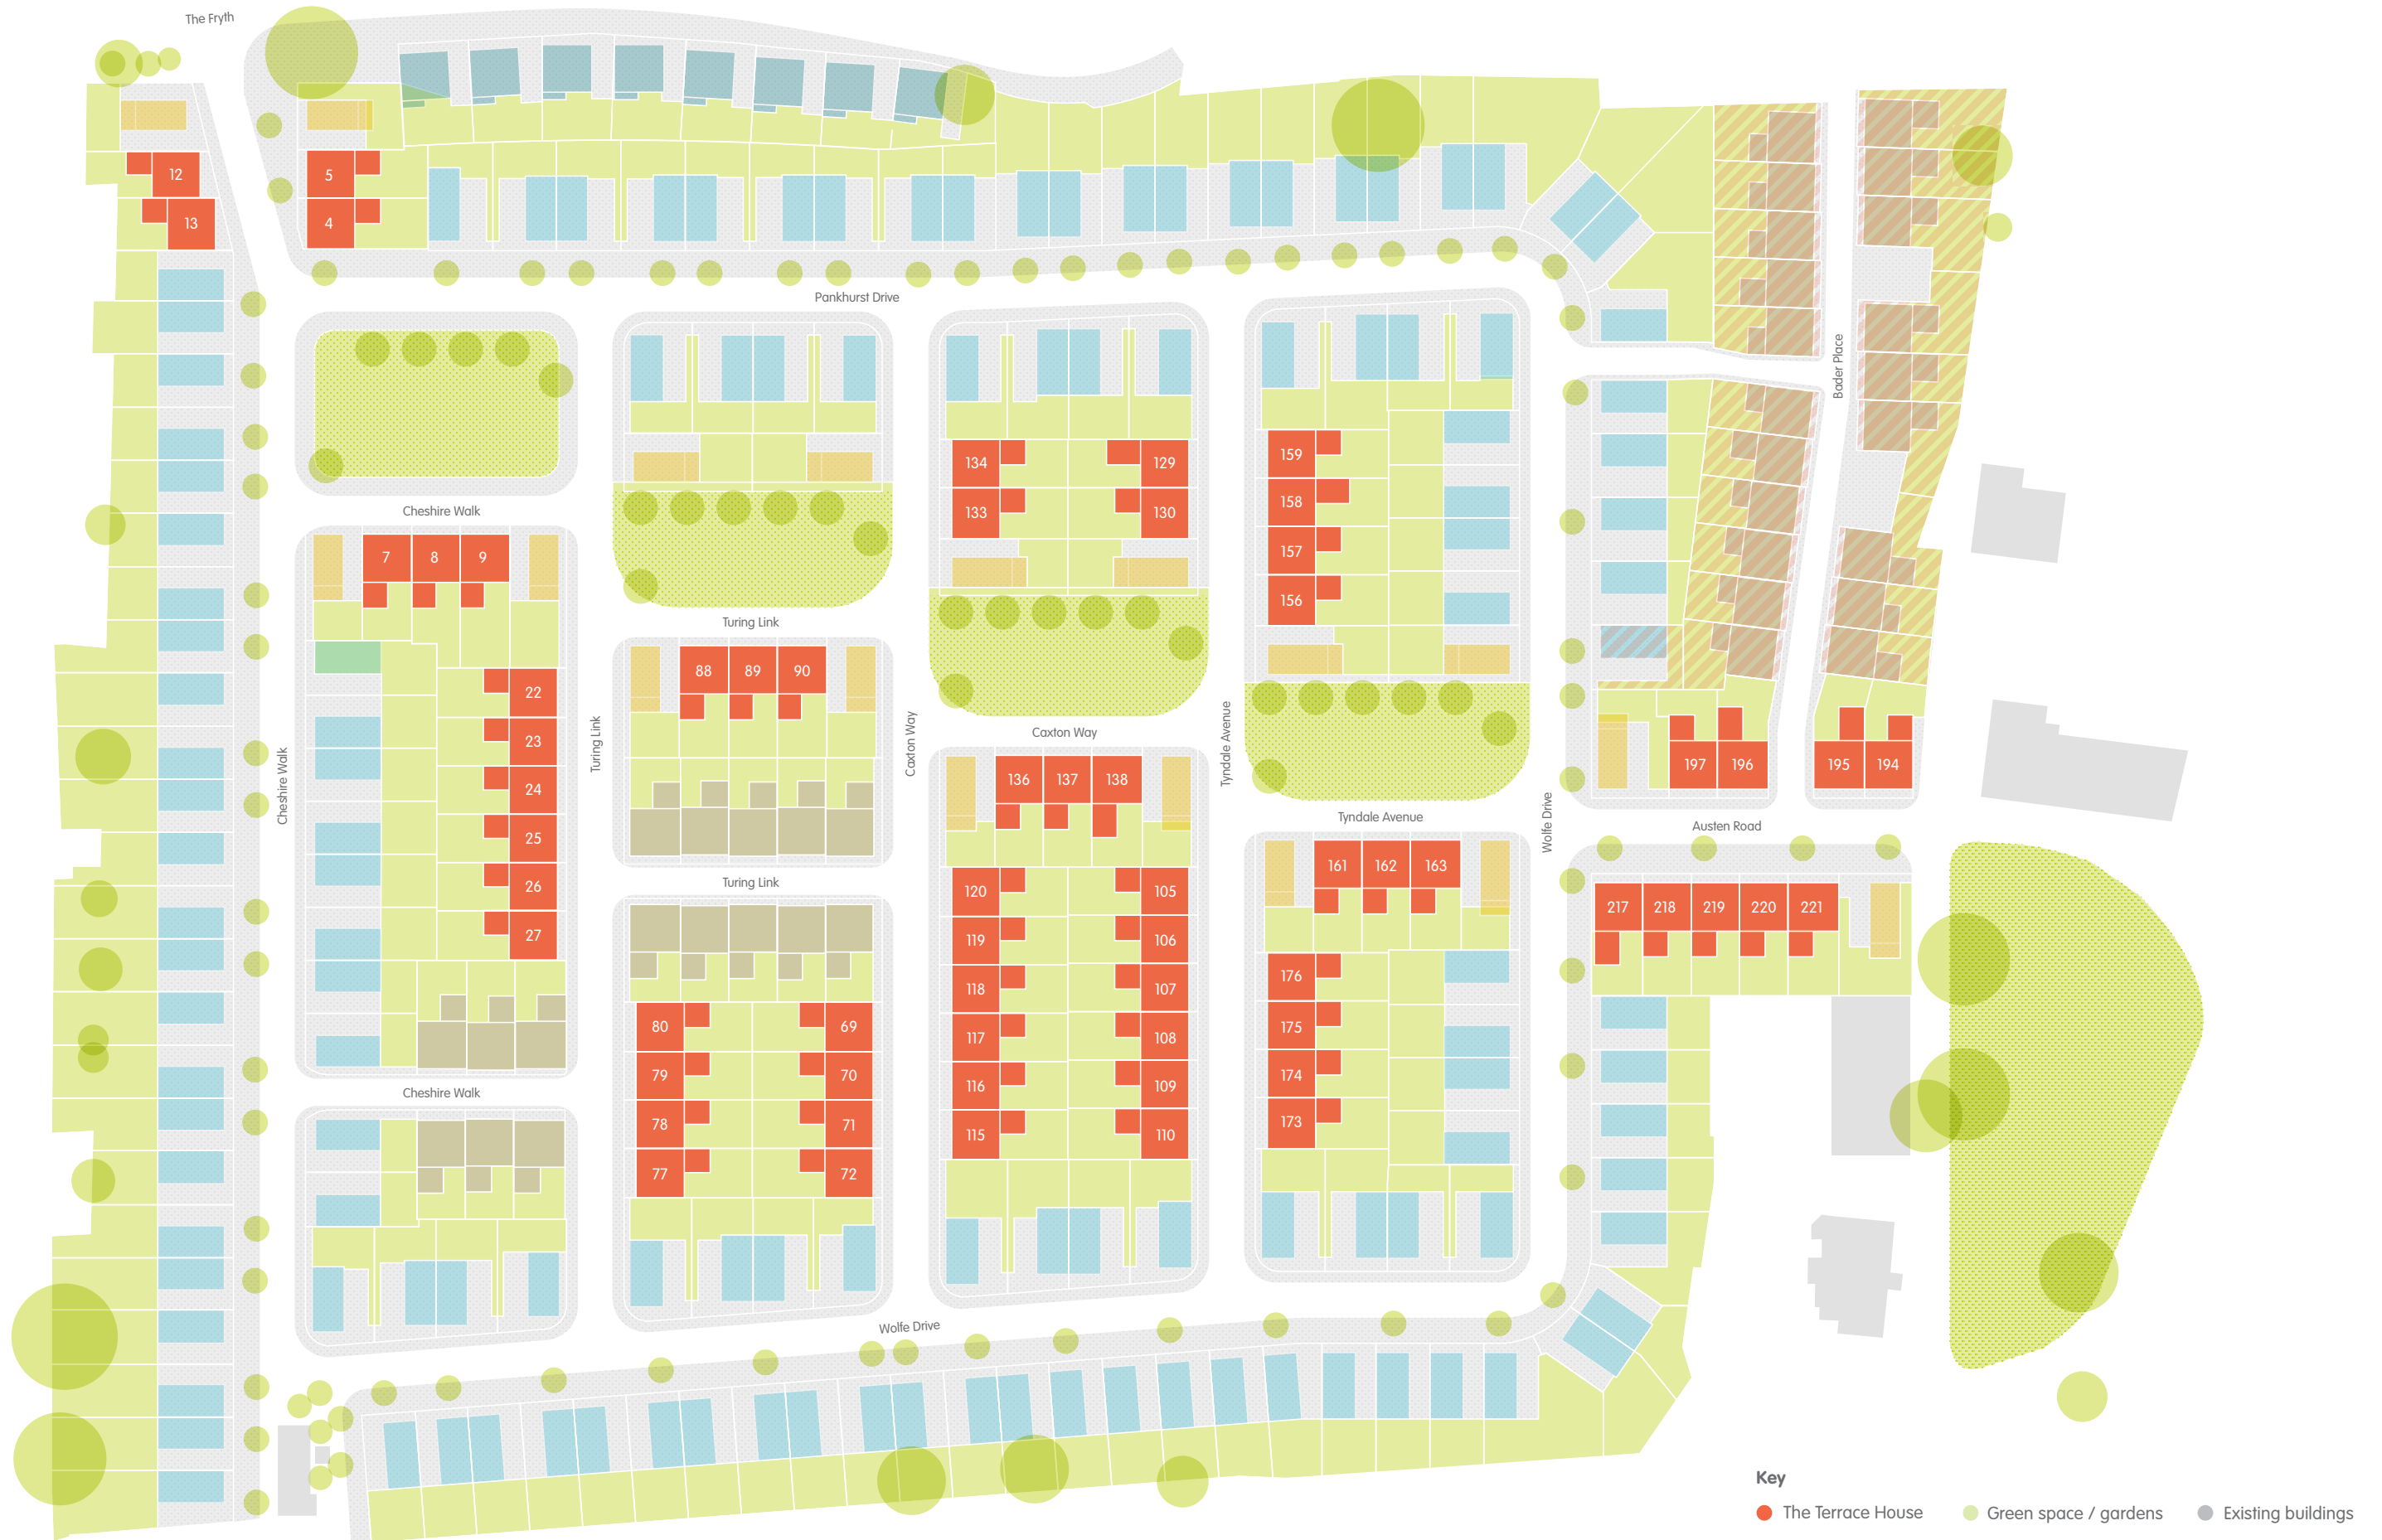 The Fryth
12
5
13
4
Pankhurst Drive
Bader Place
134
129
159
133
130
158
157
156
Cheshire Walk
7 8 9
Turing Link
88 89 90
22
23
24
25
26
27
Cheshire Walk
Turing Link
Caxton Way
Caxton Way
Tyndale Avenue
136 137 138
Tyndale Avenue
Wolfe Drive
197 196
195 194
Austen Road
161 162 163
217 218 219 220 221
Turing Link
120
105
119
106
118
107
117
108
116
109
115
110
176
175
174
173
80
69
79
70
78
71
77
72
Cheshire Walk
Wolfe Drive
Key
The Terrace House
Green space / gardens
Existing buildings